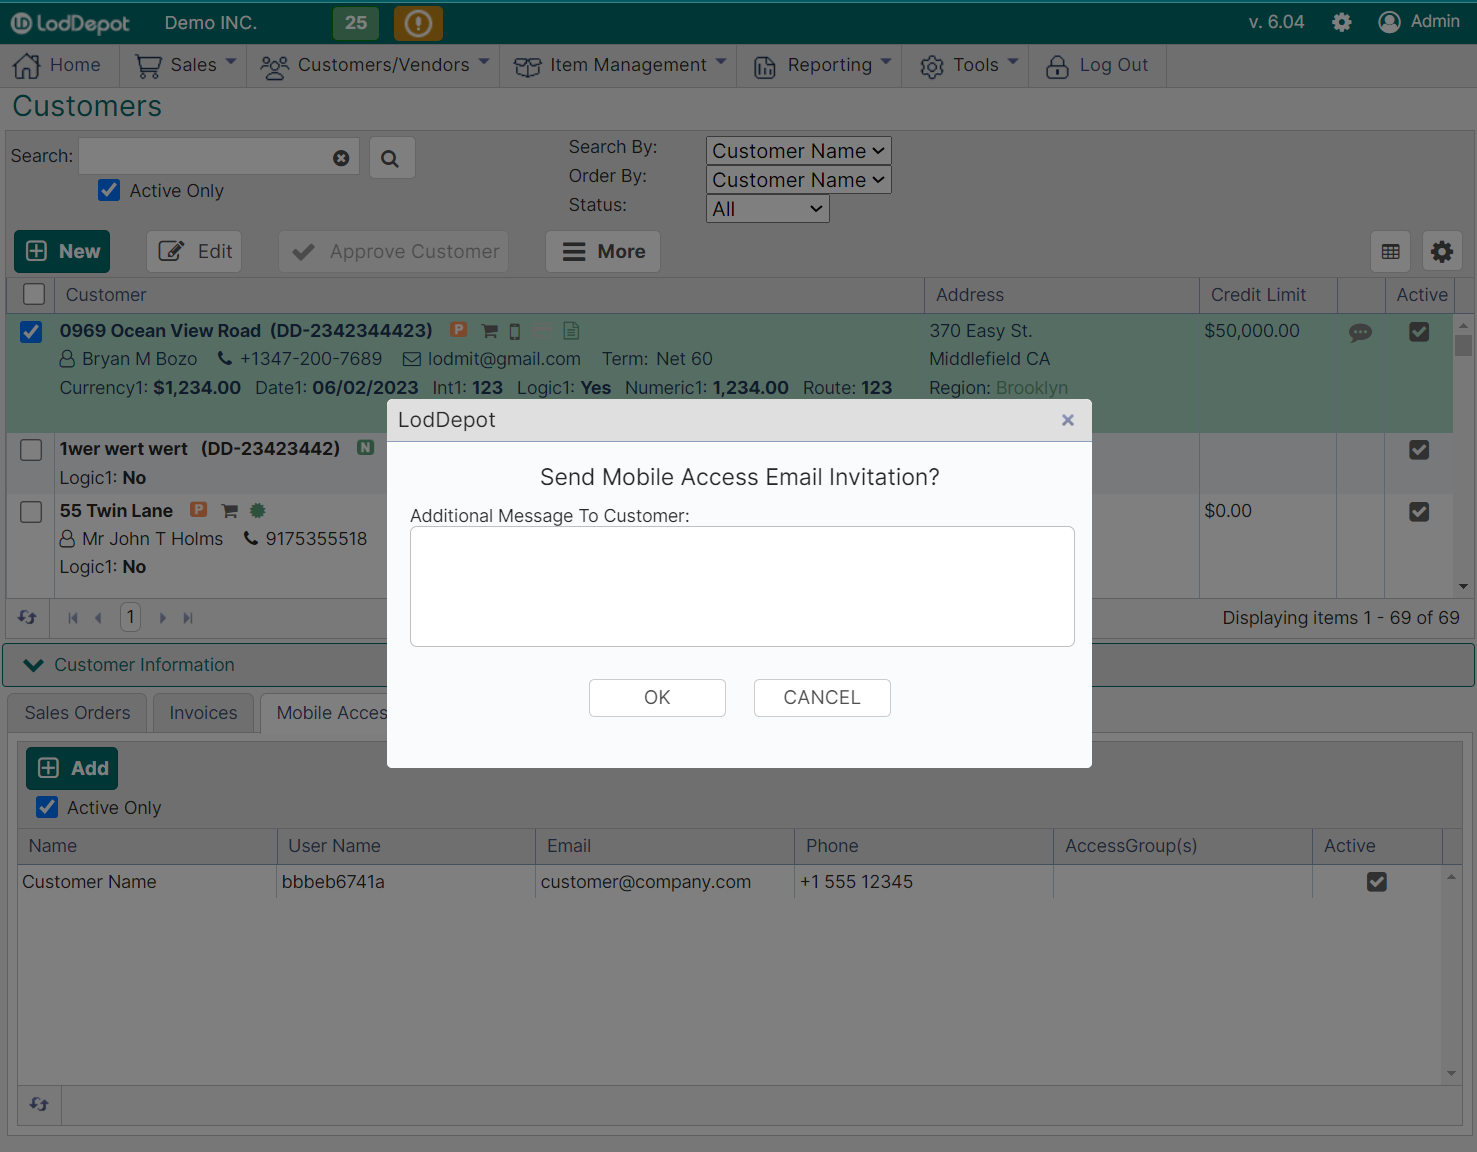 LodDepot Demo INC. 25 v. 6.04 Admin
Home Sales Customers/Vendors Item Management Reporting Tools Log Out
Customers
Search:
Active Only
Search By: Customer Name
Order By: Customer Name
Status: All
New Edit Approve Customer More
Customer Address Credit Limit Active
0969 Ocean View Road (DD-2342344423) P 370 Easy St. $50,000.00
Bryan M Bozo +1347-200-7689 lodmit@gmail.com Term: Net 60 Middlefield CA
Currency1: $1,234.00 Date1: 06/02/2023 Int1: 123 Logic1: Yes Numeric1: 1,234.00 Route: 123 Region: Brooklyn
LodDepot
Send Mobile Access Email Invitation?
Additional Message To Customer:
OK CANCEL
1wer wert wert (DD-23423442) N
Logic1: No
55 Twin Lane P $0.00
Mr John T Holms 9175355518
Logic1: No
1 Displaying items 1 - 69 of 69
Customer Information
Sales Orders Invoices Mobile Acces
Add
Active Only
Name User Name Email Phone AccessGroup(s) Active
Customer Name bbbeb6741a customer@company.com +1 555 12345